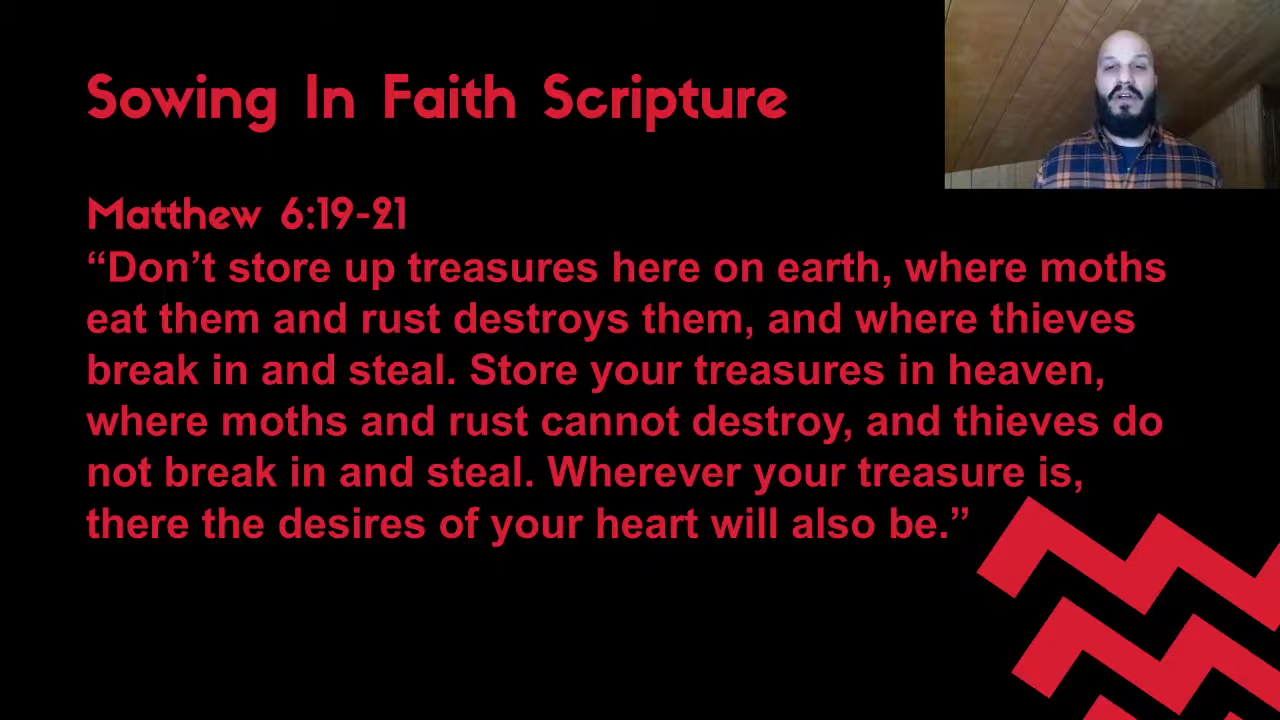 Sowing In Faith Scripture
Matthew 6:19-21
“Don’t store up treasures here on earth, where moths
eat them and rust destroys them, and where thieves
break in and steal. Store your treasures in heaven,
where moths and rust cannot destroy, and thieves do
not break in and steal. Wherever your treasure is,
there the desires of your heart will also be.”